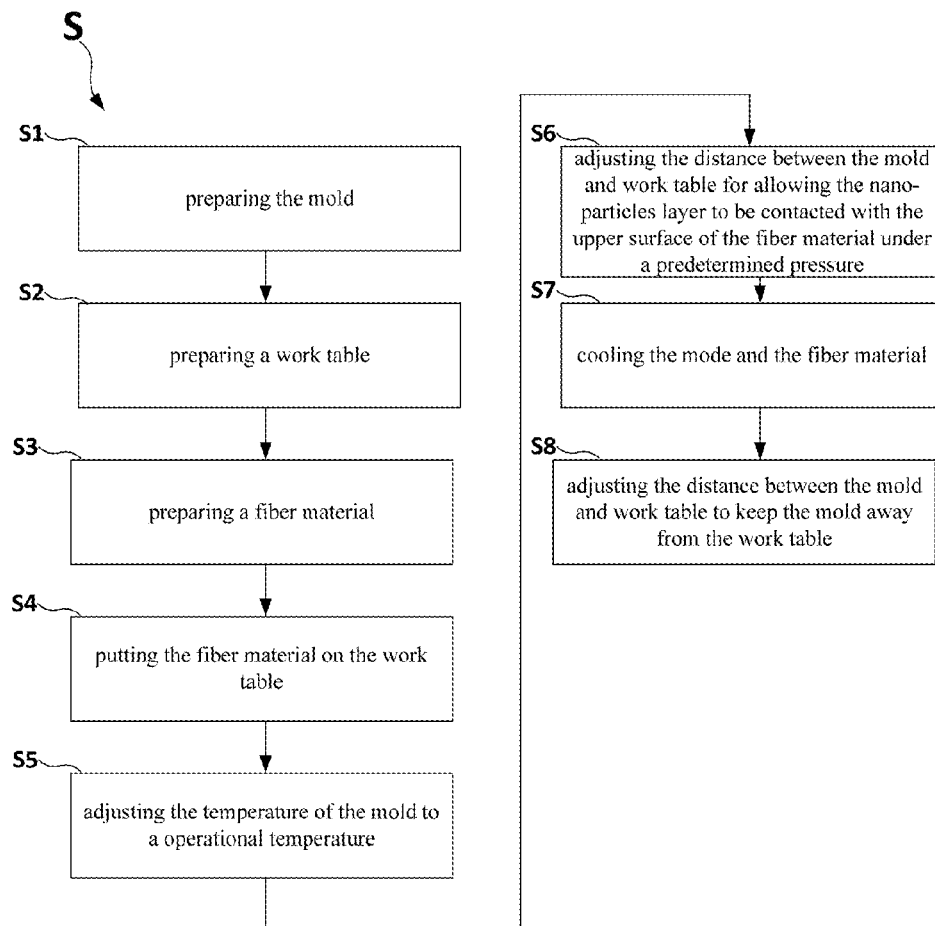 S
S1
preparing the mold
S2
preparing a work table
S3
preparing a fiber material
S4
putting the fiber material on the work
table
S5
adjusting the temperature of the mold to
a operational temperature
S6
adjusting the distance between the mold
and work table for allowing the nano-
particles layer to be contacted with the
upper surface of the fiber material under
a predetermined pressure
S7
cooling the mode and the fiber material
S8
adjusting the distance between the mold
and work table to keep the mold away
from the work table